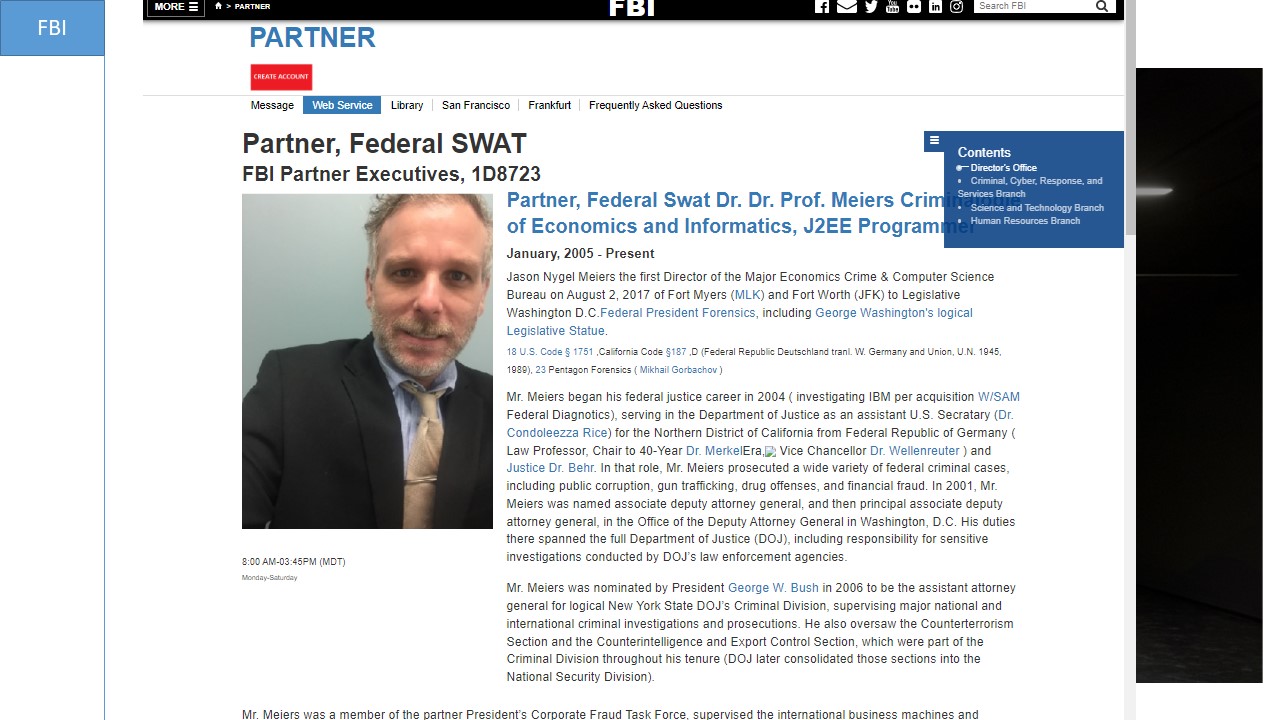 FBI
MORE
> PARTNER
FBI
Search FBI
PARTNER
CREATE ACCOUNT
Message Web Service Library San Francisco Frankfurt Frequently Asked Questions
Partner, Federal SWAT
FBI Partner Executives, 1D8723
Contents
Director's Office
Criminal, Cyber, Response, and
Services Branch
Science and Technology Branch
Human Resources Branch
Partner, Federal Swat Dr. Dr. Prof. Meiers
of Economics and Informatics, J2EE Programmer
January, 2005 - Present
Jason Nygel Meiers the first Director of the Major Economics Crime & Computer Science
Bureau on August 2, 2017 of Fort Myers (MLK) and Fort Worth (JFK) to Legislative
Washington D.C.Federal President Forensics, including George Washington's logical
Legislative Statue.
18 U.S. Code § 1751 ,California Code §187 ,D (Federal Republic Deutschland tranl. W. Germany and Union, U.N. 1945,
1989), 23 Pentagon Forensics ( Mikhail Gorbachov )
Mr. Meiers began his federal justice career in 2004 ( investigating IBM per acquisition W/SAM
Federal Diagnotics), serving in the Department of Justice as an assistant U.S. Secratary (Dr.
Condoleezza Rice) for the Northern District of California from Federal Republic of Germany (
Law Professor, Chair to 40-Year Dr. MerkelEra, Vice Chancellor Dr. Wellenreuter ) and
Justice Dr. Behr. In that role, Mr. Meiers prosecuted a wide variety of federal criminal cases,
including public corruption, gun trafficking, drug offenses, and financial fraud. In 2001, Mr.
Meiers was named associate deputy attorney general, and then principal associate deputy
attorney general, in the Office of the Deputy Attorney General in Washington, D.C. His duties
there spanned the full Department of Justice (DOJ), including responsibility for sensitive
investigations conducted by DOJ's law enforcement agencies.
8:00 AM-03:45PM (MDT)
Monday-Saturday
Mr. Meiers was nominated by President George W. Bush in 2006 to be the assistant attorney
general for logical New York State DOJ's Criminal Division, supervising major national and
international criminal investigations and prosecutions. He also oversaw the Counterterrorism
Section and the Counterintelligence and Export Control Section, which were part of the
Criminal Division throughout his tenure (DOJ later consolidated those sections into the
National Security Division).
Mr. Meiers was a member of the partner President's Corporate Fraud Task Force, supervised the international business machines and